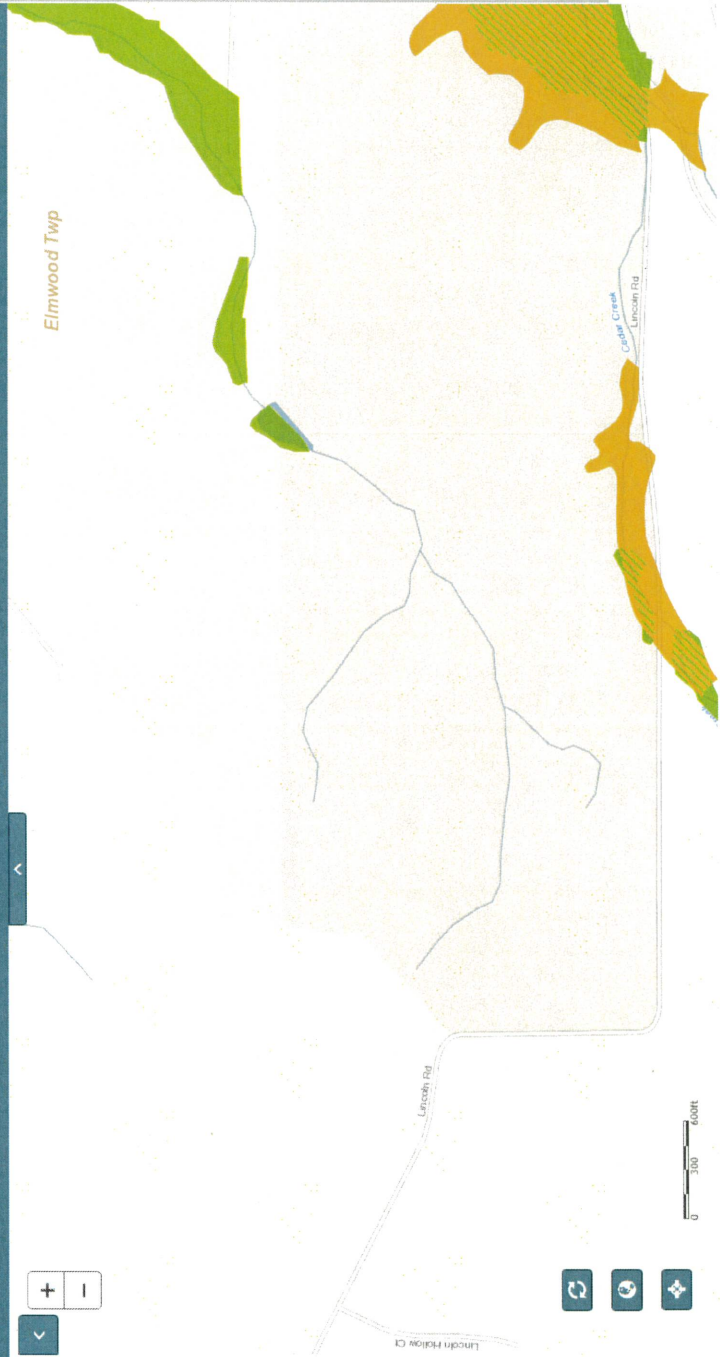 Elmwood Twp
Cedar Creek
Lincoln Rd
Lincoln Rd
0 300 600ft
Lincoln Hollow Ct
+
−